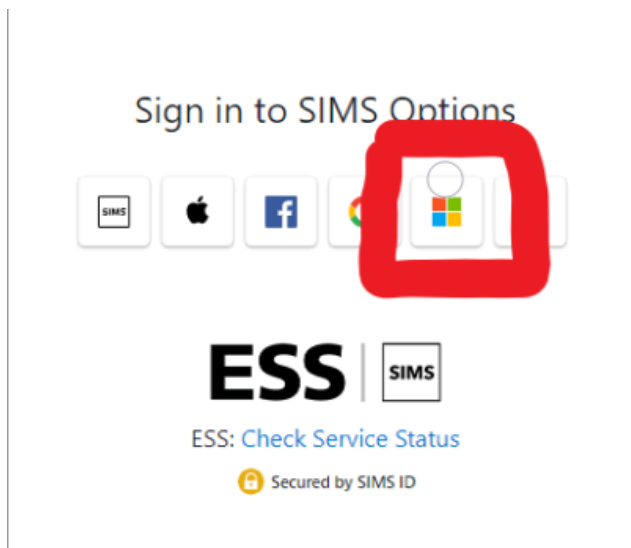 Sign in to SIMS Options
SIMS
ESS SIMS
ESS: Check Service Status
Secured by SIMS ID